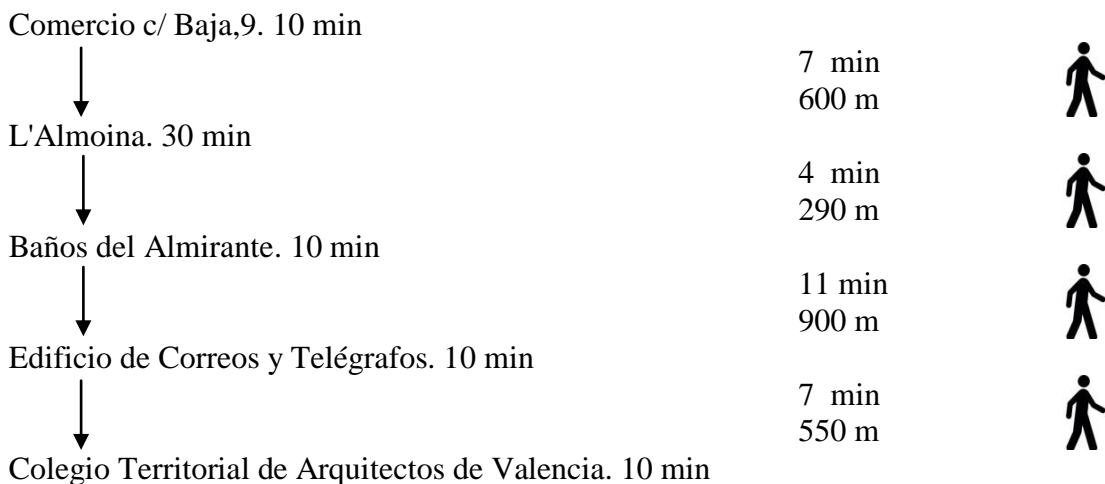 Comercio c/ Baja,9. 10 min
7 min
600 m
L'Almoina. 30 min
4 min
290 m
Baños del Almirante. 10 min
11 min
900 m
Edificio de Correos y Telégrafos. 10 min
7 min
550 m
Colegio Territorial de Arquitectos de Valencia. 10 min